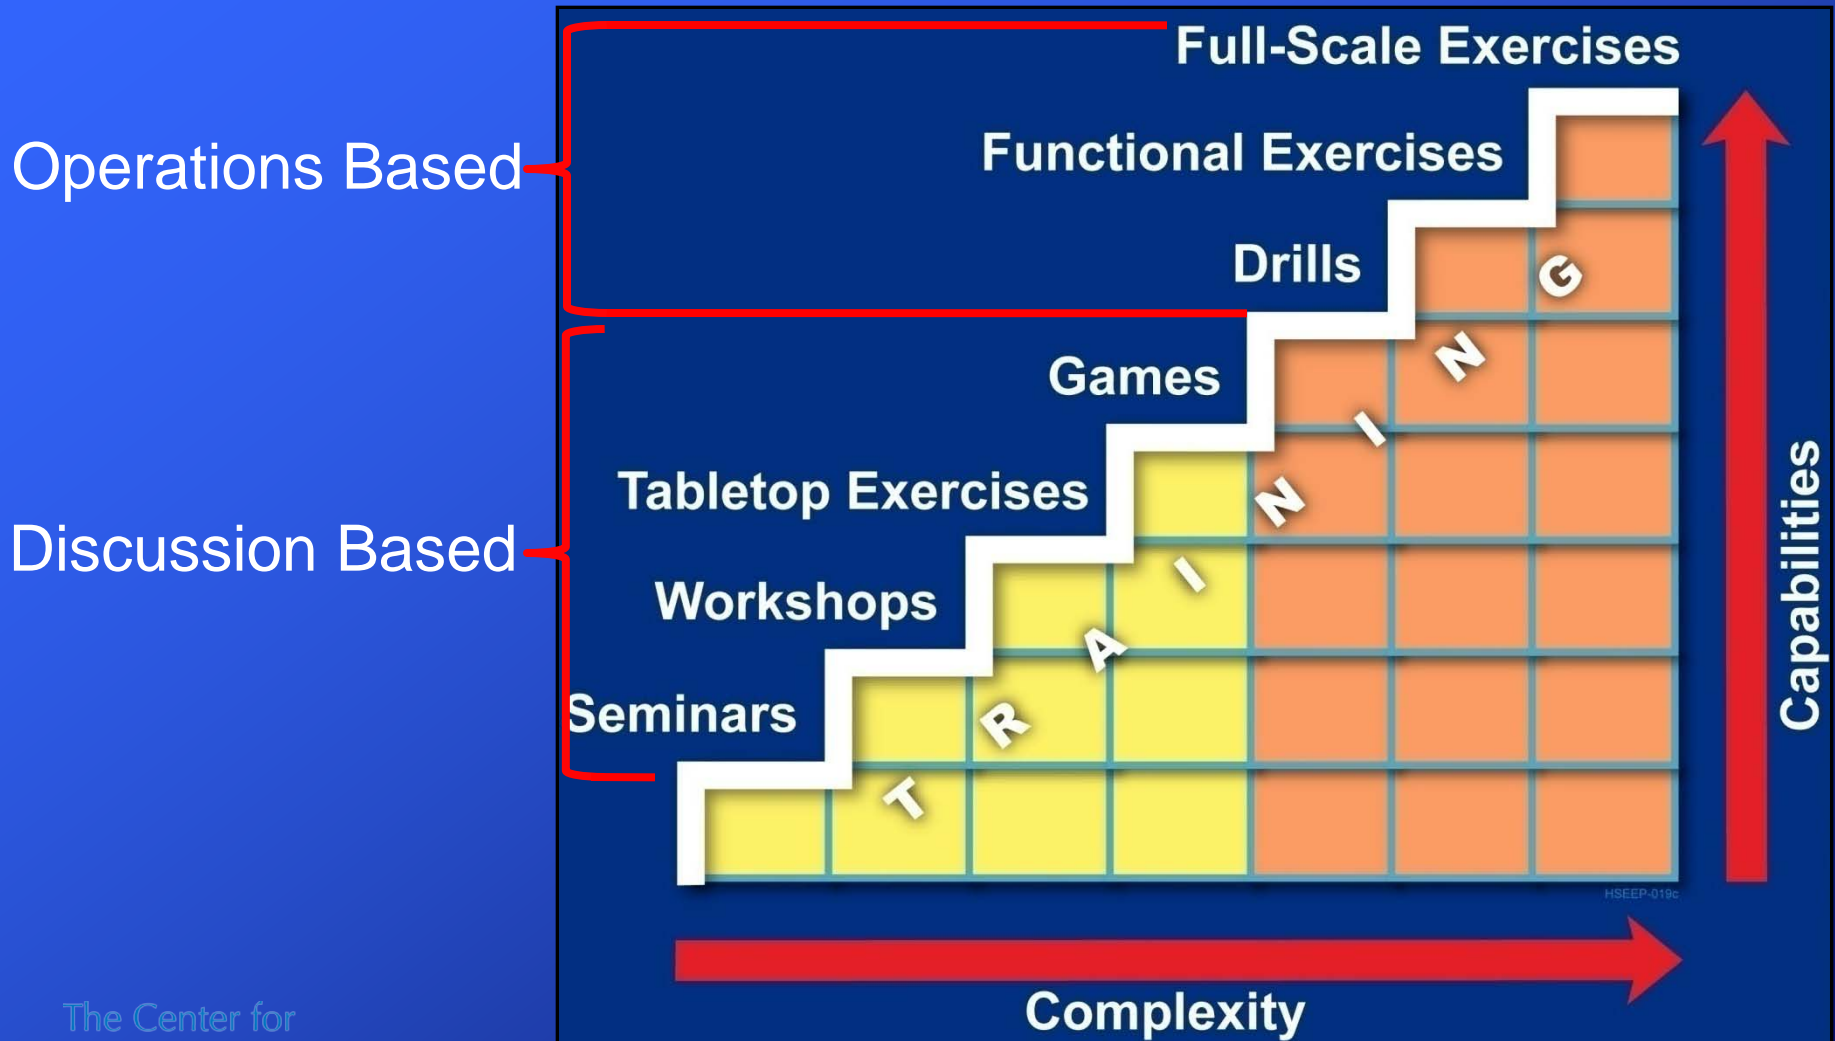 Full-Scale Exercises
Operations Based
Functional Exercises
Drills
Games
Tabletop Exercises
Discussion Based
Workshops
Seminars
TRAINING
Capabilities
HSEEP-019c
Complexity
The Center for